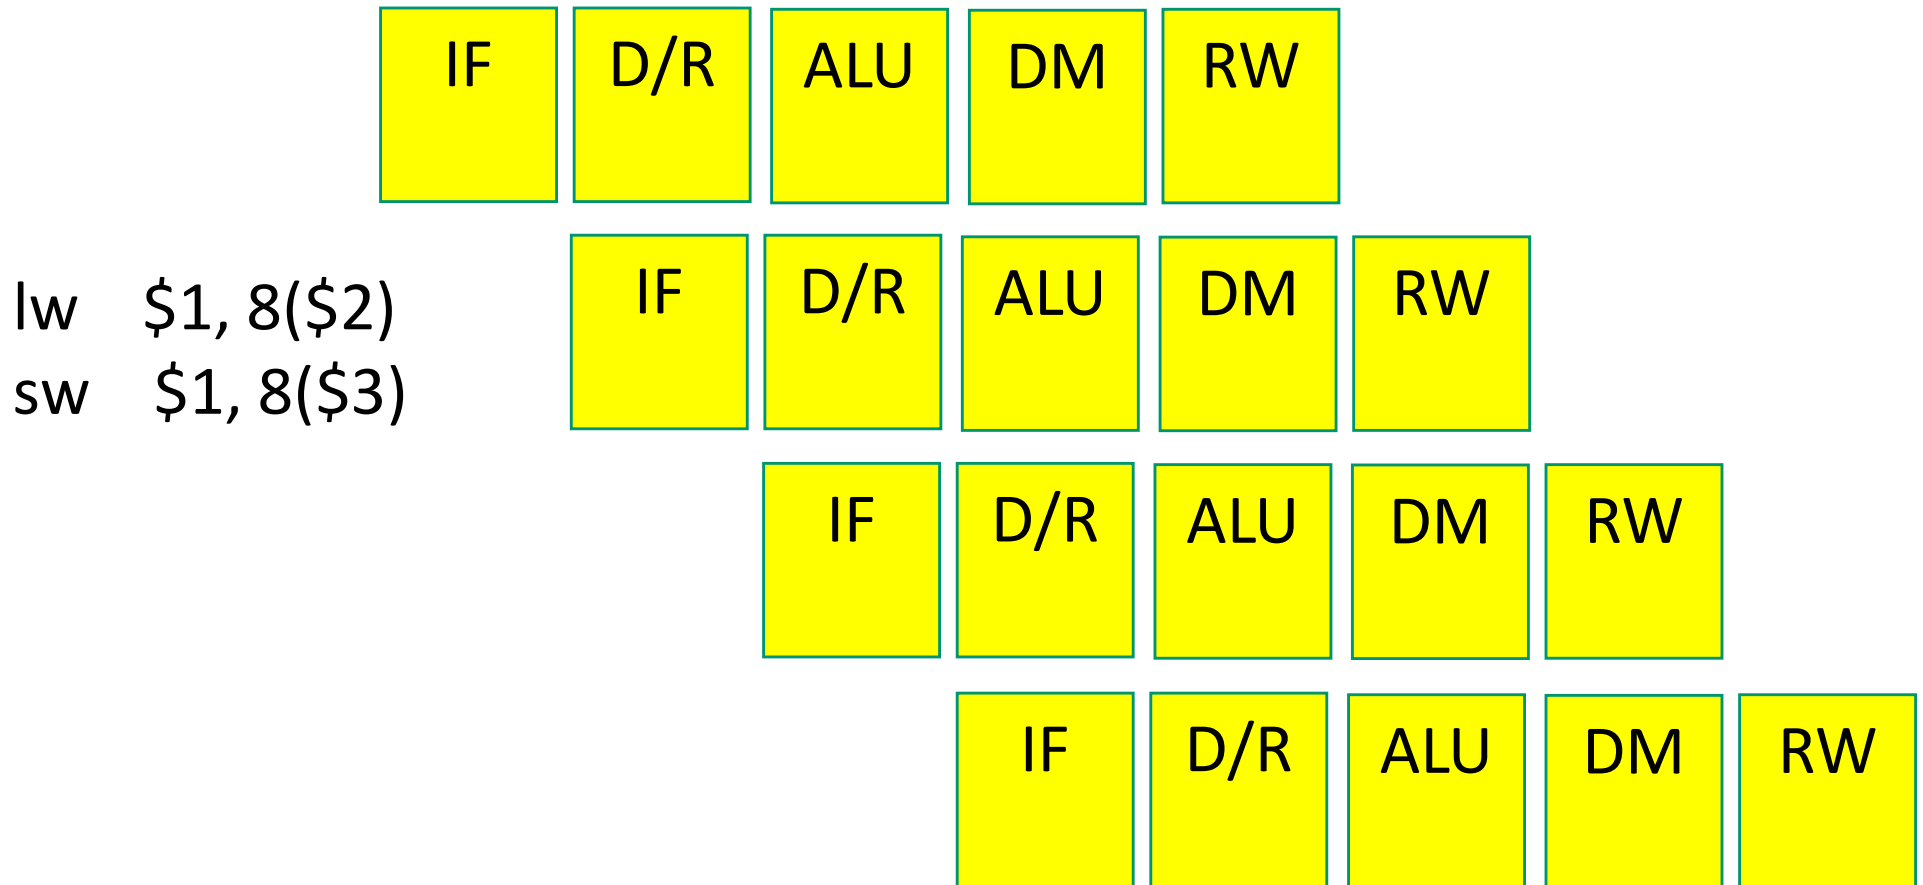 IF D/R ALU DM RW
IF D/R ALU DM RW
lw $1, 8($2)
sw $1, 8($3)
IF D/R ALU DM RW
IF D/R ALU DM RW